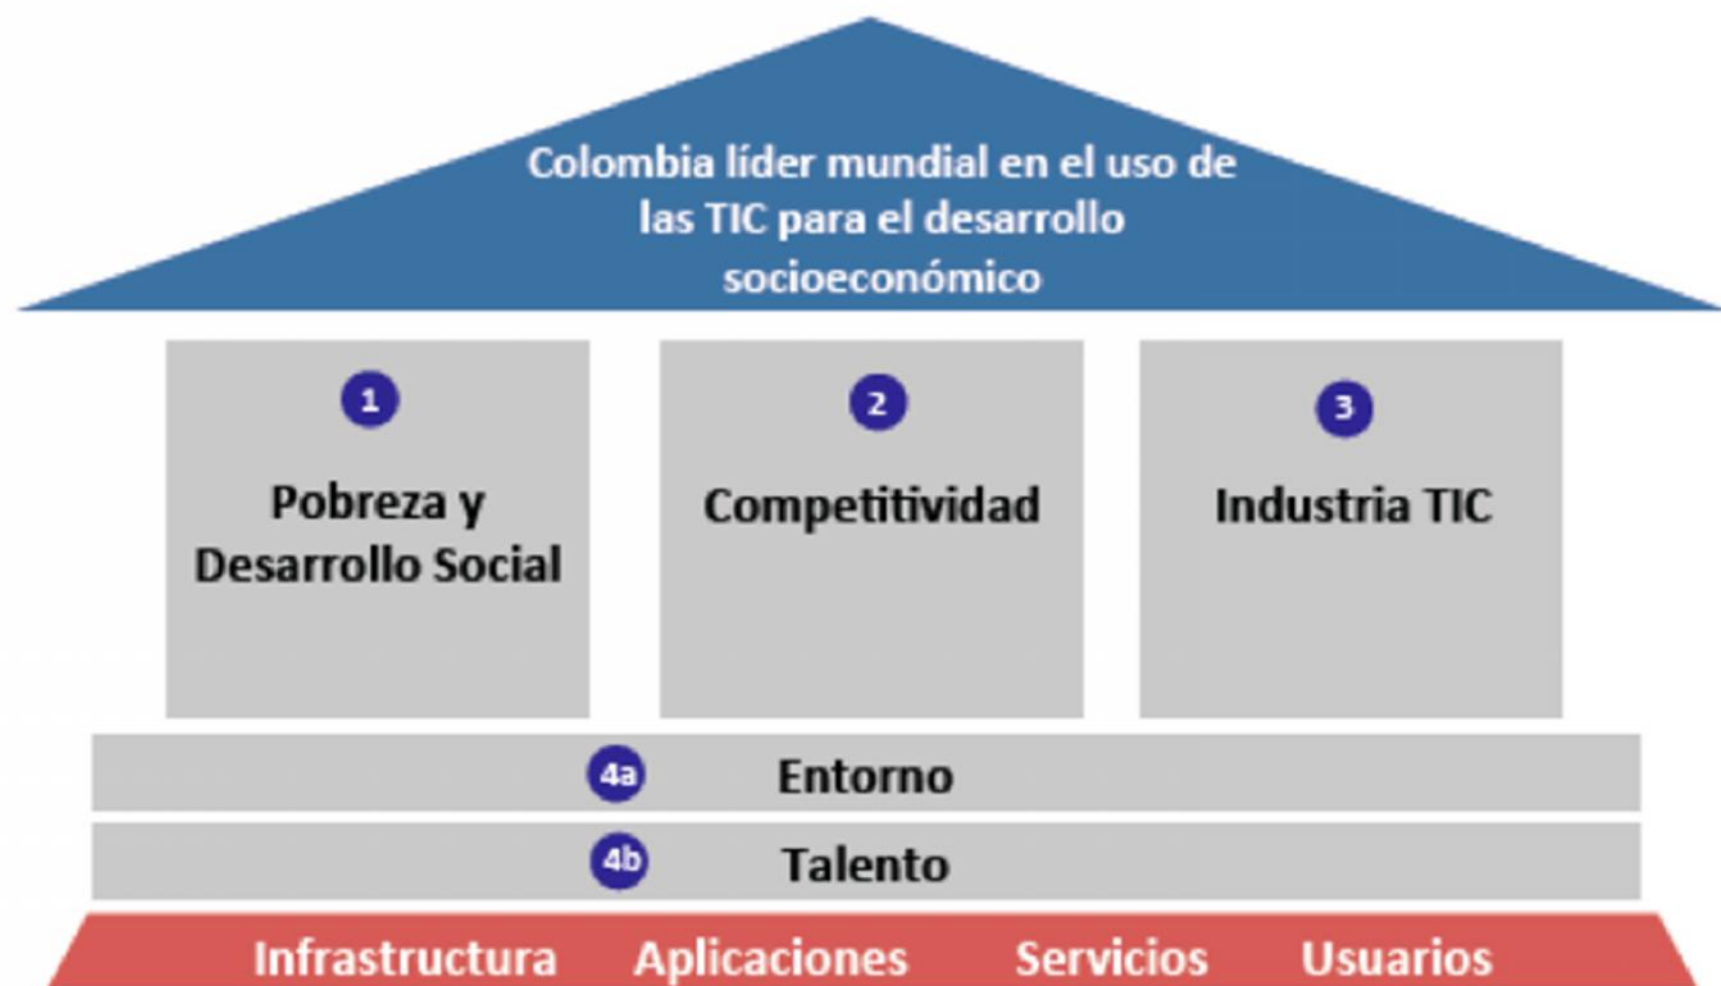 Colombia líder mundial en el uso de
las TIC para el desarrollo
socioeconómico
1
Pobreza y
Desarrollo Social
2
Competitividad
3
Industria TIC
4a Entorno
4b Talento
Infrastructura Aplicaciones Servicios Usuarios